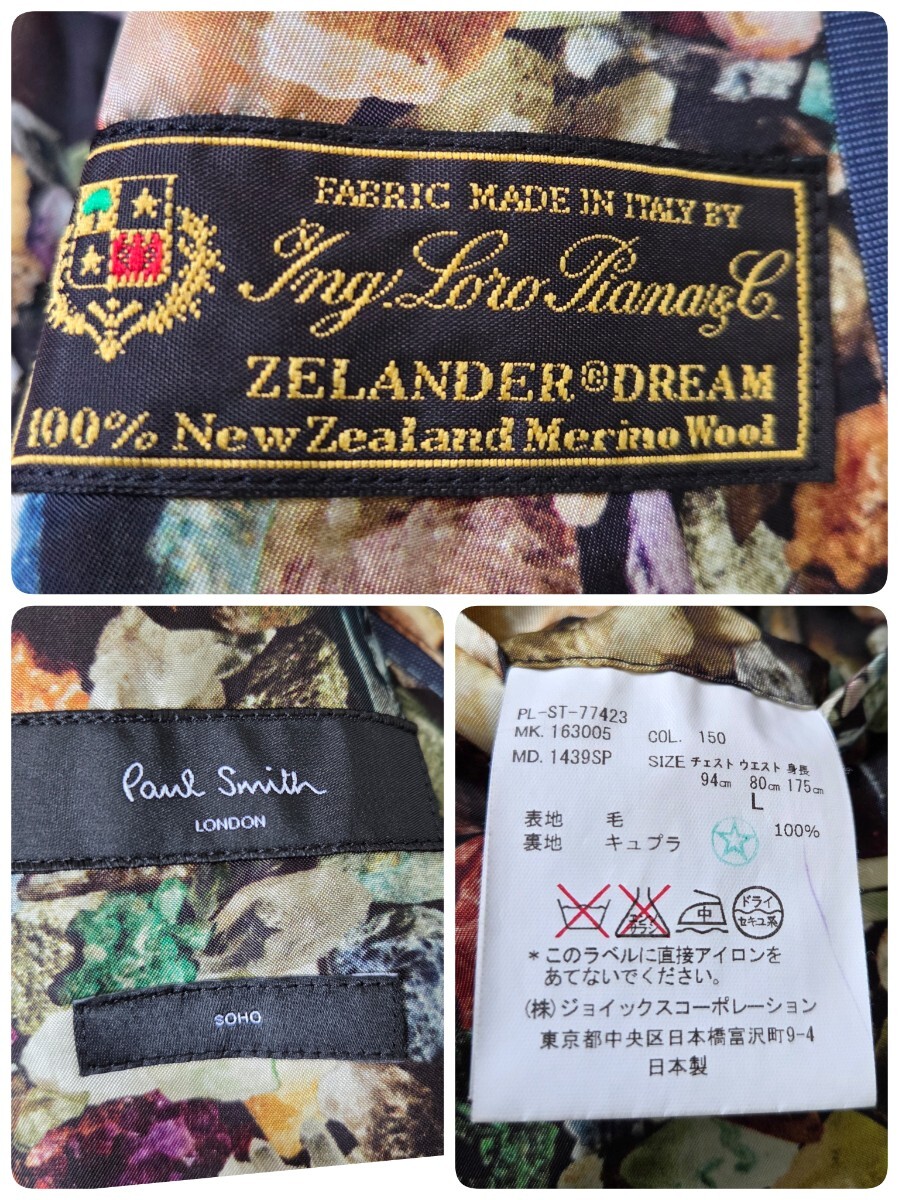 FABRIC MADE IN ITALY BY
Ing. Loro Piana & C.
ZELANDER®DREAM
100% New Zealand Merino Wool
Paul Smith
LONDON
SOHO
PL-ST-77423
MK. 163005 COL. 150
MD. 1439SP SIZE チェスト ウエスト 身長
94㎝ 80㎝ 175㎝
L
表地 毛
裏地 キュプラ 100%
エンソ サラシ 中 ドライ セキユ系
*このラベルに直接アイロンを
あてないでください。
(株)ジョイックスコーポレーション
東京都中央区日本橋富沢町9-4
日本製